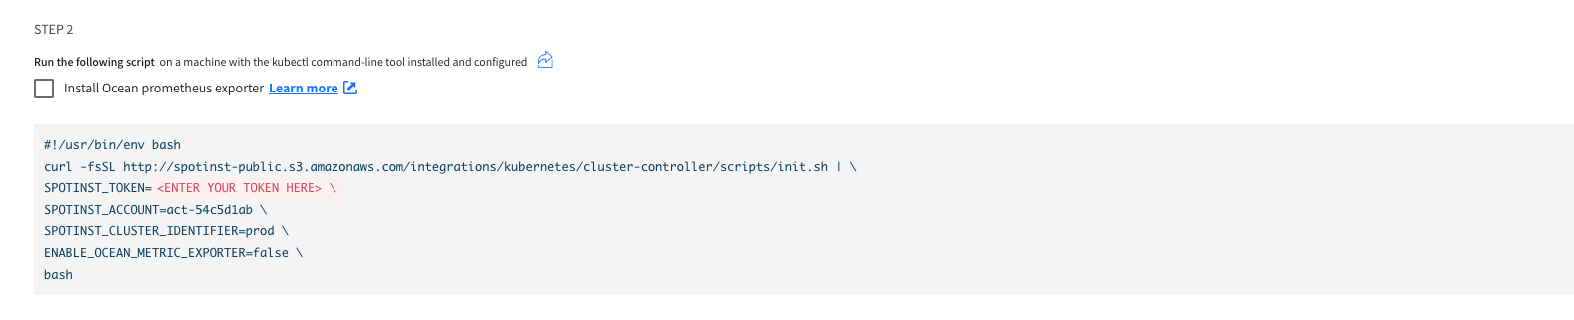 STEP 2
Run the following script on a machine with the kubectl command-line tool installed and configured
Install Ocean prometheus exporter Learn more
#!/usr/bin/env bash
curl -fsSL http://spotinst-public.s3.amazonaws.com/integrations/kubernetes/cluster-controller/scripts/init.sh | \
SPOTINST_TOKEN= <ENTER YOUR TOKEN HERE> \
SPOTINST_ACCOUNT=act-54c5d1ab \
SPOTINST_CLUSTER_IDENTIFIER=prod \
ENABLE_OCEAN_METRIC_EXPORTER=false \
bash